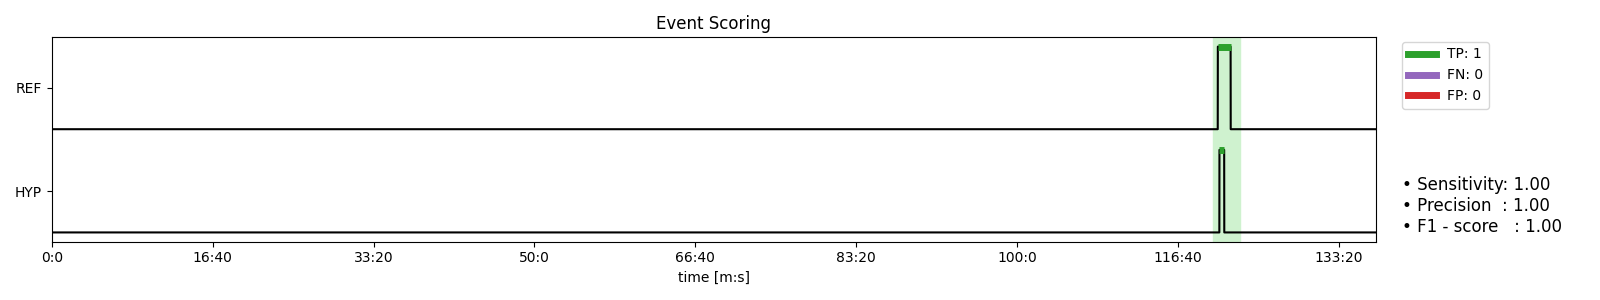 Event Scoring
REF
HYP
0:0
16:40
33:20
50:0
66:40
83:20
100:0
116:40
133:20
time [m:s]
TP: 1
FN: 0
FP: 0
• Sensitivity: 1.00
• Precision  : 1.00
• F1 - score   : 1.00